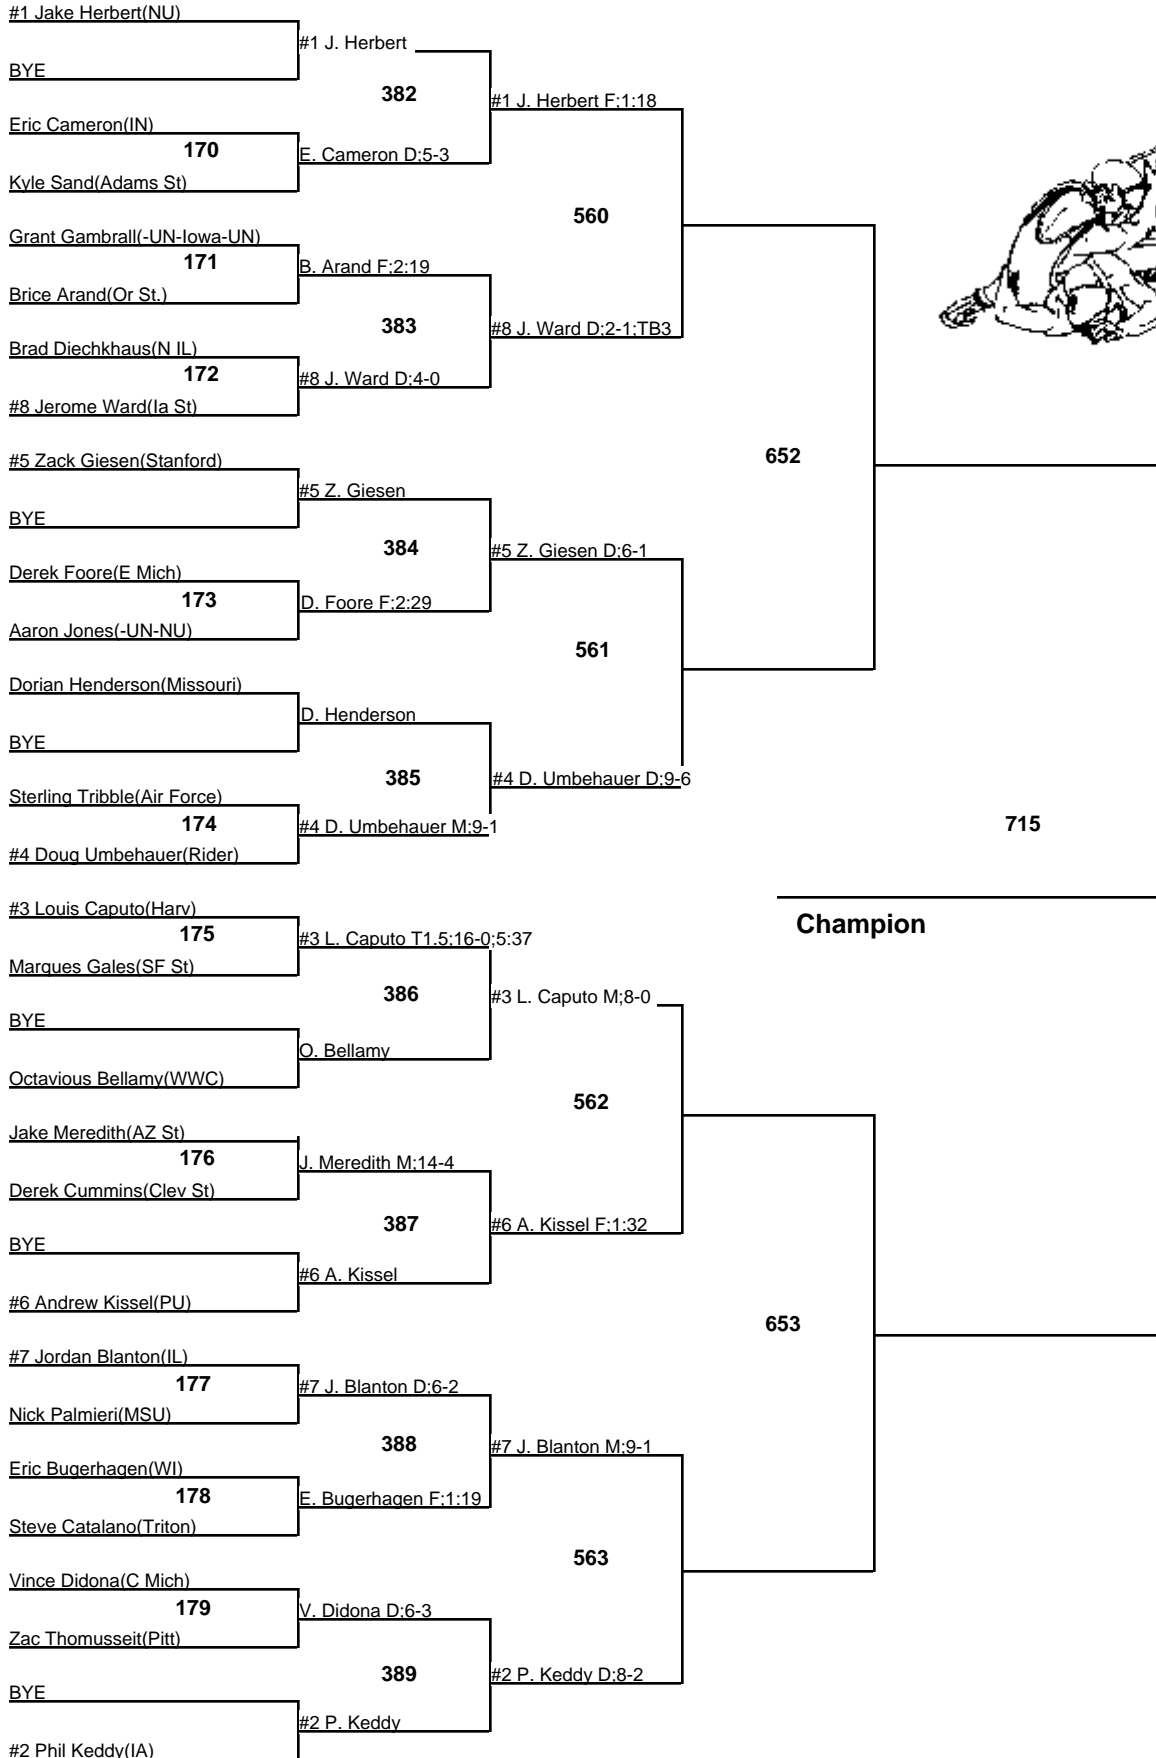 #1 Jake Herbert(NU)
#1 J. Herbert
BYE
382
#1 J. Herbert F;1:18
Eric Cameron(IN)
170
E. Cameron D;5-3
Kyle Sand(Adams St)
560
Grant Gambrall(-UN-Iowa-UN)
171
B. Arand F;2:19
Brice Arand(Or St.)
383
#8 J. Ward D;2-1;TB3
Brad Diechkhaus(N IL)
172
#8 J. Ward D;4-0
#8 Jerome Ward(Ia St)
652
#5 Zack Giesen(Stanford)
#5 Z. Giesen
BYE
384
#5 Z. Giesen D;6-1
Derek Foore(E Mich)
173
D. Foore F;2:29
Aaron Jones(-UN-NU)
561
Dorian Henderson(Missouri)
D. Henderson
BYE
385
#4 D. Umbehauer D;9-6
Sterling Tribble(Air Force)
174
#4 D. Umbehauer M;9-1
715
#4 Doug Umbehauer(Rider)
#3 Louis Caputo(Harv)
Champion
175
#3 L. Caputo T1.5;16-0;5:37
Marques Gales(SF St)
386
#3 L. Caputo M;8-0
BYE
O. Bellamy
Octavious Bellamy(WWC)
562
Jake Meredith(AZ St)
176
J. Meredith M;14-4
Derek Cummins(Clev St)
387
#6 A. Kissel F;1:32
BYE
#6 A. Kissel
#6 Andrew Kissel(PU)
653
#7 Jordan Blanton(IL)
177
#7 J. Blanton D;6-2
Nick Palmieri(MSU)
388
#7 J. Blanton M;9-1
Eric Bugerhagen(WI)
178
E. Bugerhagen F;1:19
Steve Catalano(Triton)
563
Vince Didona(C Mich)
179
V. Didona D;6-3
Zac Thomusseit(Pitt)
389
#2 P. Keddy D;8-2
BYE
#2 P. Keddy
#2 Phil Keddy(IA)